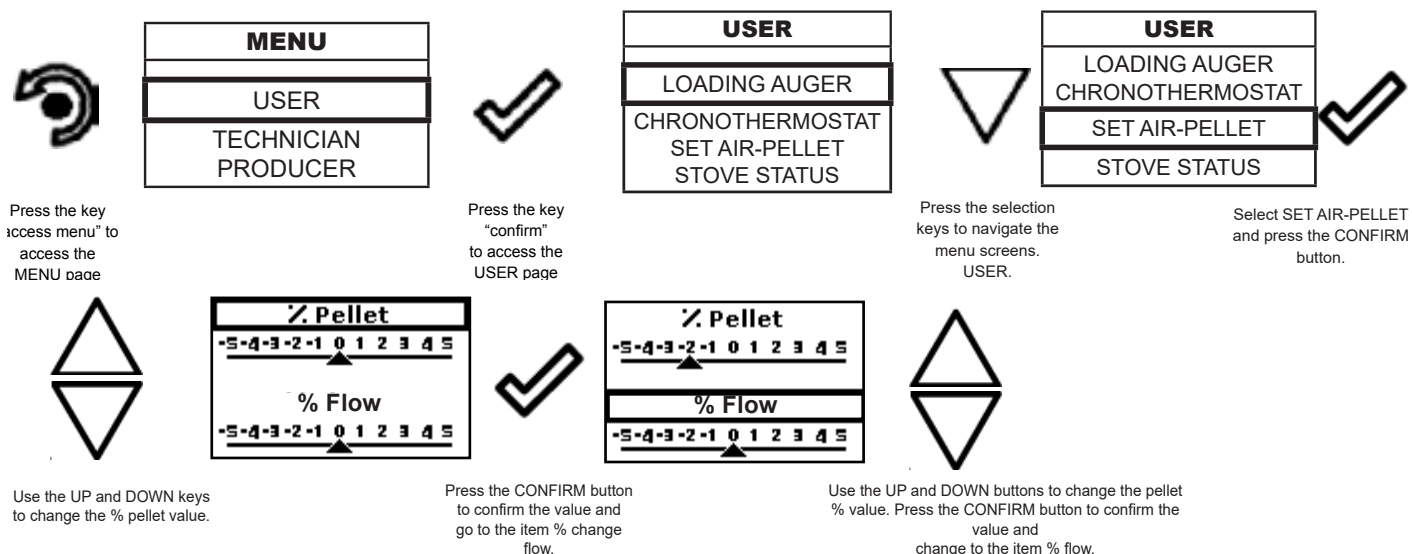 MENU
USER
TECHNICIAN
PRODUCER
USER
LOADING AUGER
CHRONOTHERMOSTAT
SET AIR-PELLET
STOVE STATUS
USER
LOADING AUGER
CHRONOTHERMOSTAT
SET AIR-PELLET
STOVE STATUS
Press the key
access menu” to
access the
MENU page
Press the key
“confirm”
to access the
USER page
Press the selection
keys to navigate the
menu screens.
USER.
Select SET AIR-PELLET
and press the CONFIRM
button.
% Pellet
-5-4-3-2-1 0 1 2 3 4 5
% Flow
-5-4-3-2-1 0 1 2 3 4 5
% Pellet
-5-4-3-2-1 0 1 2 3 4 5
% Flow
-5-4-3-2-1 0 1 2 3 4 5
Use the UP and DOWN keys
to change the % pellet value.
Press the CONFIRM button
to confirm the value and
go to the item % change
flow.
Use the UP and DOWN buttons to change the pellet
% value. Press the CONFIRM button to confirm the
value and
change to the item % flow.